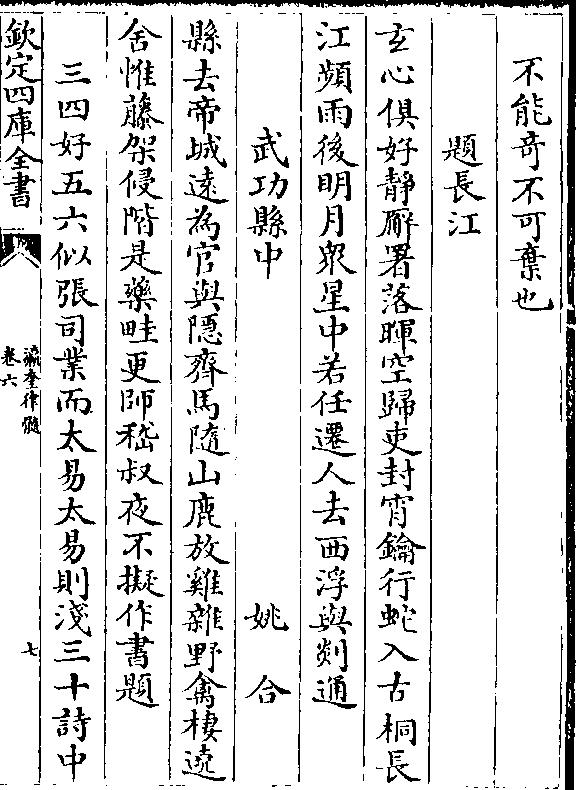 不能奇不可棄也
題長江
玄心俱好靜廨署落暉空歸吏封宵鑰行蛇入古桐長
江頻雨後明月衆星中若任遷人去西浮與剡通
武功縣中　姚合
縣去帝城遠為官與隱齊馬隨山鹿放雞雜野禽棲遶
舍惟藤架侵階是藥畦更師嵇叔夜不擬作書題
三四好五六似張司業而太易太易則淺三十詩中
欽定四庫全書
瀛奎律髓
卷六
七